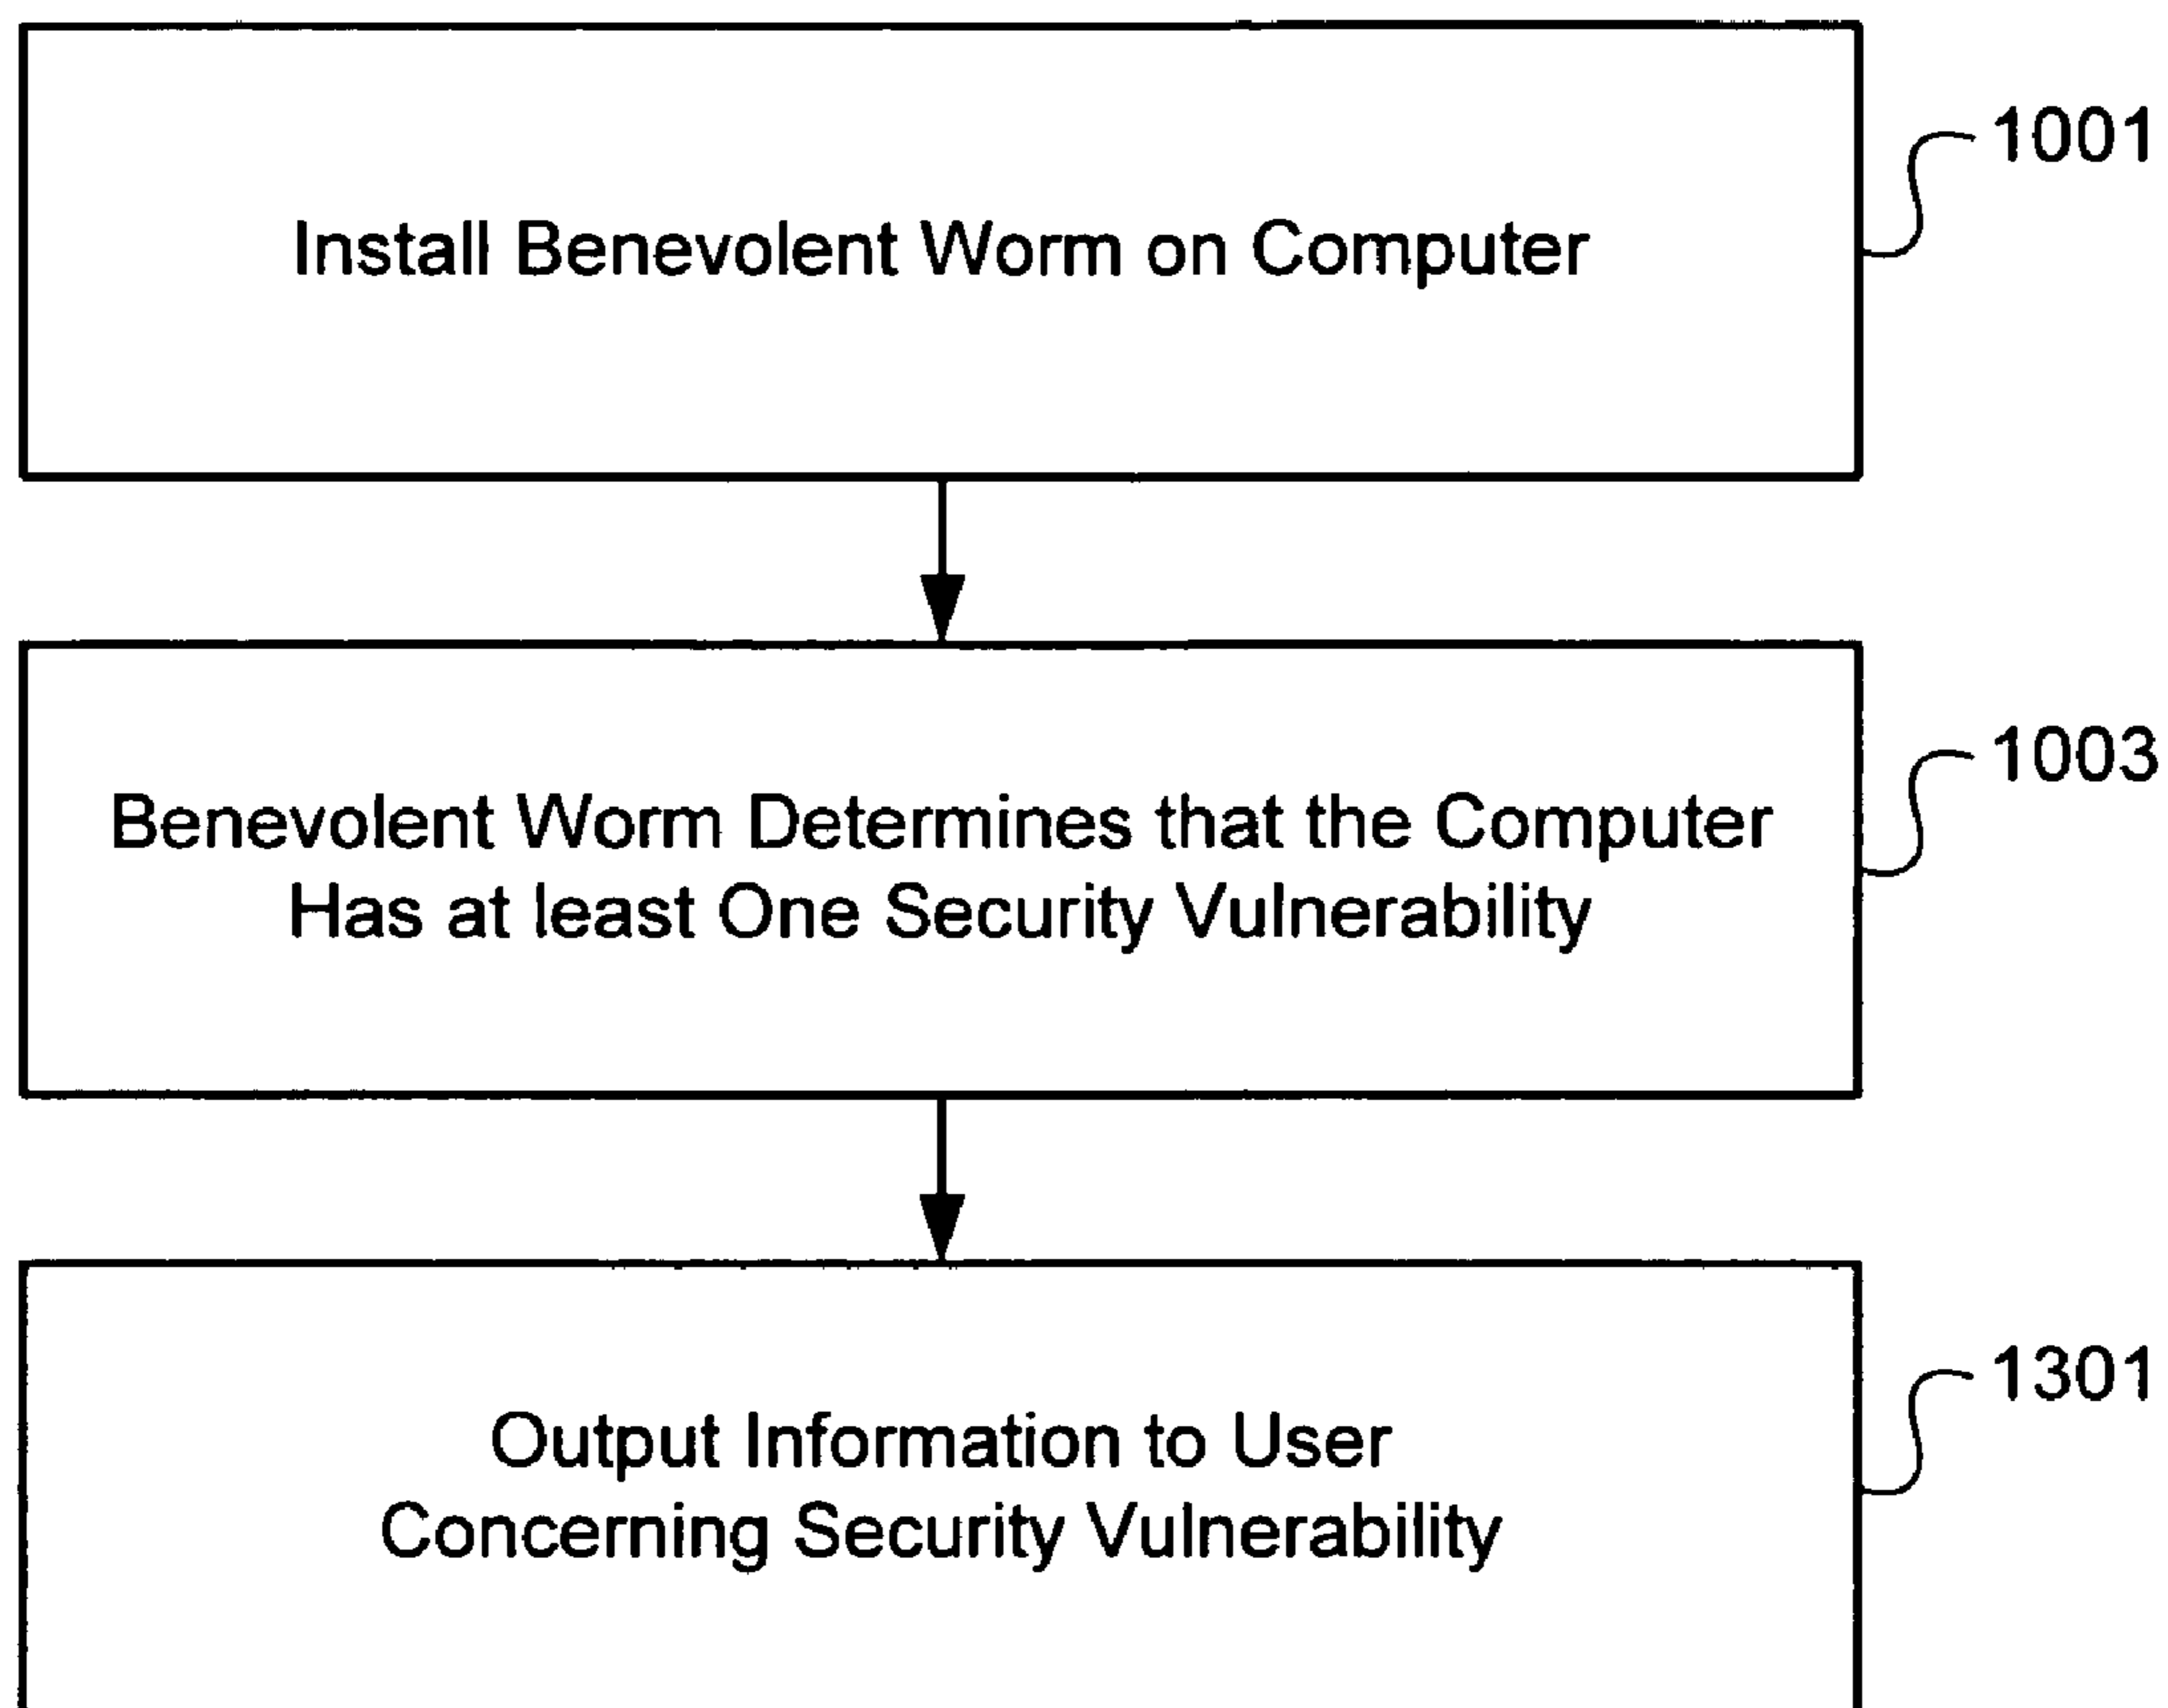 Install Benevolent Worm on Computer
1001
Benevolent Worm Determines that the Computer
Has at least One Security Vulnerability
1003
Output Information to User
Concerning Security Vulnerability
1301